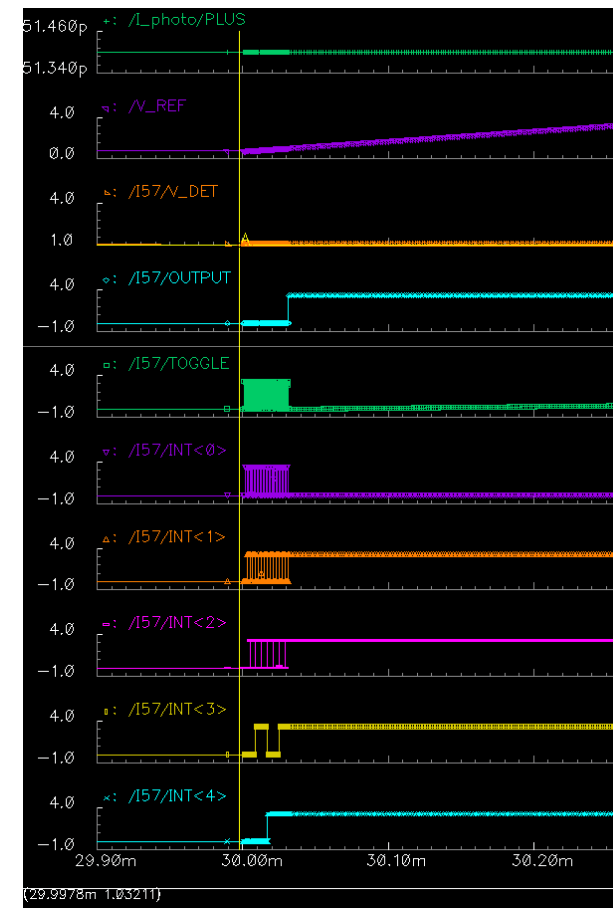 51.460p
+: /I_photo/PLUS
51.340p
4.0
/V_REF
0.0
4.0
/I57/V_DET
1.0
4.0
/I57/OUTPUT
-1.0
4.0
/I57/TOGGLE
-1.0
4.0
/I57/INT<0>
-1.0
4.0
/I57/INT<1>
-1.0
4.0
/I57/INT<2>
-1.0
4.0
/I57/INT<3>
-1.0
4.0
/I57/INT<4>
-1.0
29.90m 30.00m 30.10m 30.20m
(29.9978m 1.03211)